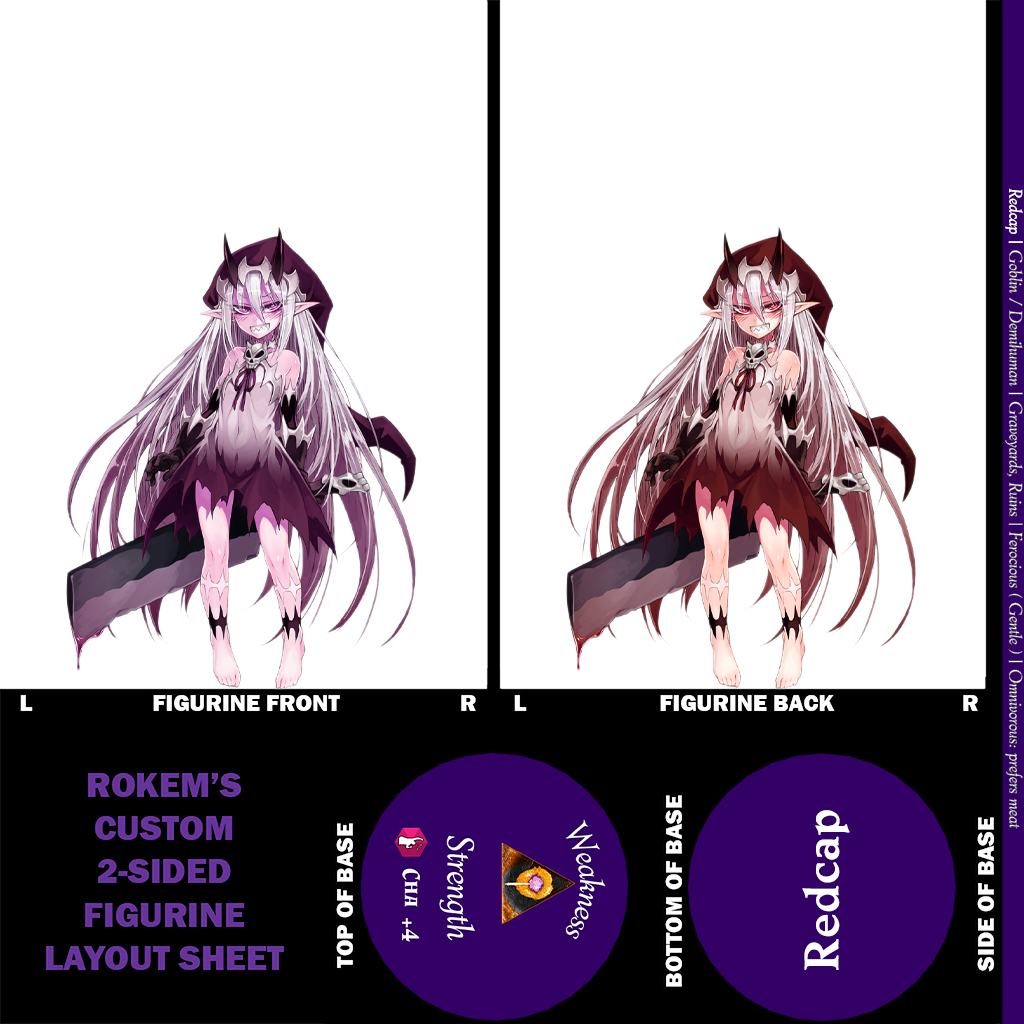 L FIGURINE FRONT R
L FIGURINE BACK R
ROKEM'S
CUSTOM
2-SIDED
FIGURINE
LAYOUT SHEET
TOP OF BASE
CHA +4
Strength
Weakness
BOTTOM OF BASE
Redcap
SIDE OF BASE
Redcap | Goblin / Demihuman | Graveyards, Ruins | Ferocious ( Gentle ) | Omnivorous: prefers meat